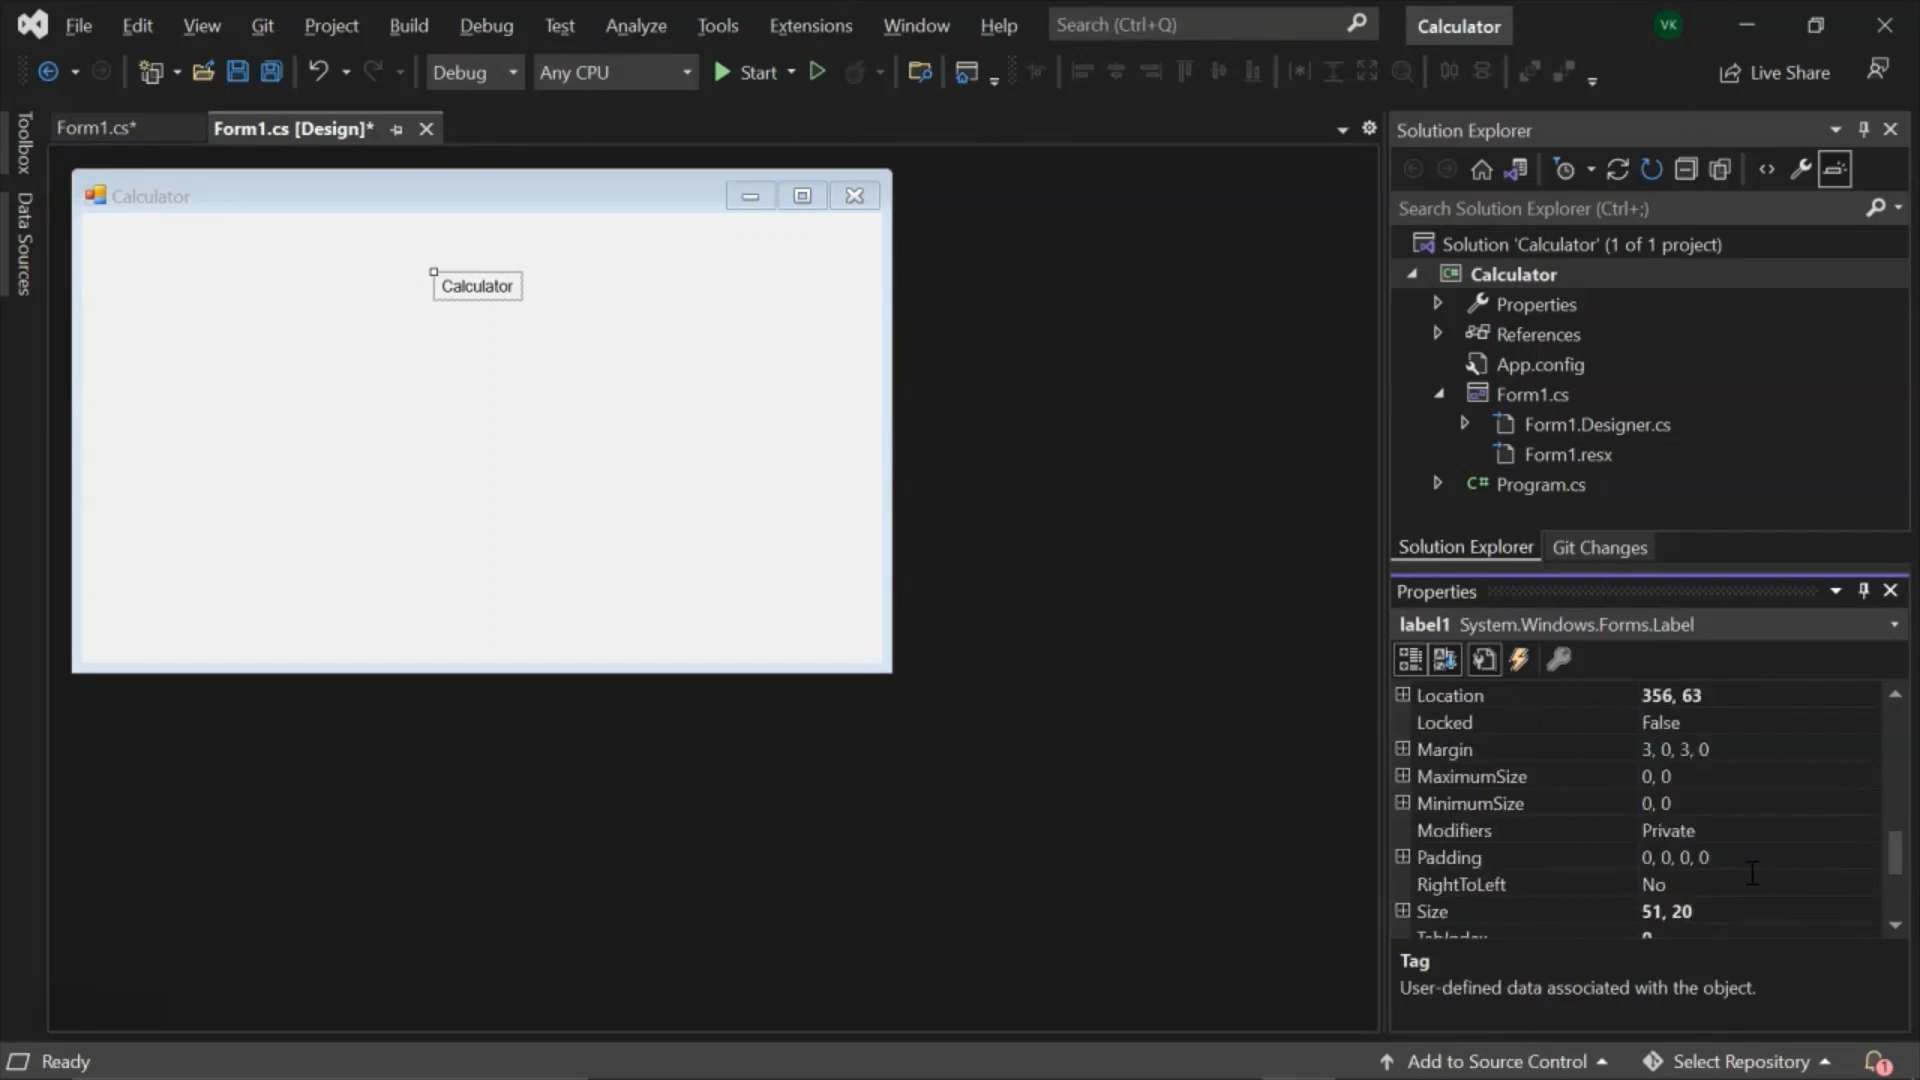 File Edit View Git Project Build Debug Test Analyze Tools Extensions Window Help Search (Ctrl+Q) Calculator VK
Debug Any CPU Start Live Share
Toolbox
Data Sources
Form1.cs* Form1.cs [Design]*
Calculator
Calculator
Solution Explorer
Search Solution Explorer (Ctrl+;)
Solution 'Calculator' (1 of 1 project)
C# Calculator
Properties
References
App.config
Form1.cs
Form1.Designer.cs
Form1.resx
C# Program.cs
Solution Explorer Git Changes
Properties
label1 System.Windows.Forms.Label
Location 356, 63
Locked False
Margin 3, 0, 3, 0
MaximumSize 0, 0
MinimumSize 0, 0
Modifiers Private
Padding 0, 0, 0, 0
RightToLeft No
Size 51, 20
TabIndex 0
Tag
User-defined data associated with the object.
Ready Add to Source Control Select Repository 1